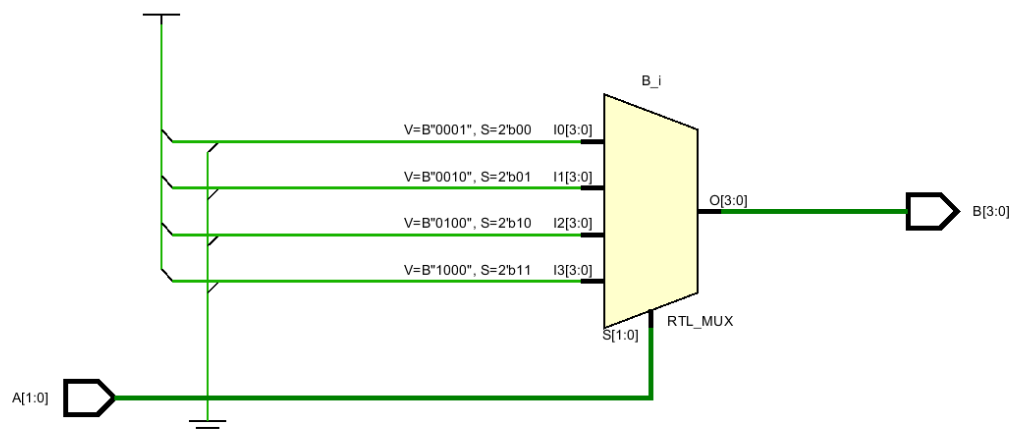 B_i
V=B"0001", S=2'b00 I0[3:0]
V=B"0010", S=2'b01 I1[3:0]
O[3:0]
B[3:0]
V=B"0100", S=2'b10 I2[3:0]
V=B"1000", S=2'b11 I3[3:0]
RTL_MUX
S[1:0]
A[1:0]